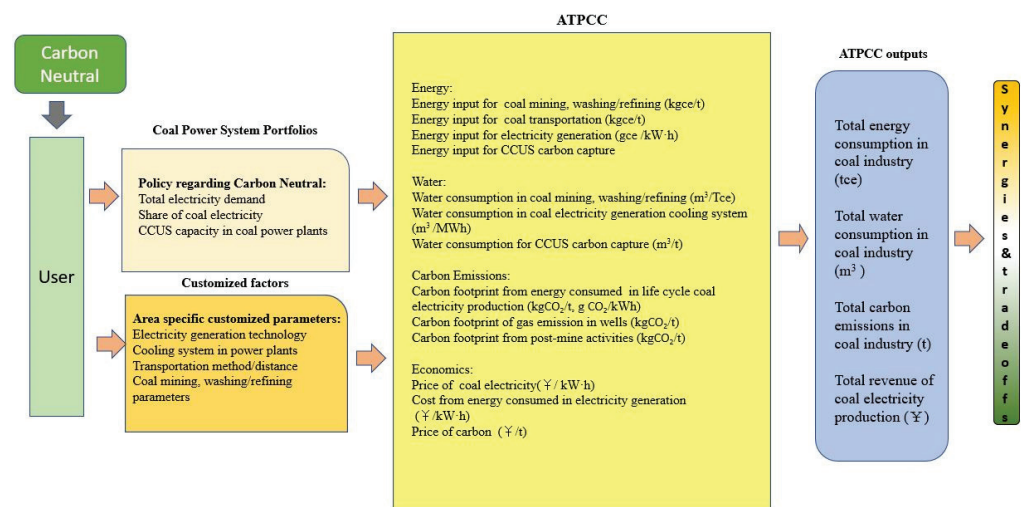 Carbon
Neutral
User
Coal Power System Portfolios
Policy regarding Carbon Neutral:
Total electricity demand
Share of coal electricity
CCUS capacity in coal power plants
Customized factors
Area specific customized parameters:
Electricity generation technology
Cooling system in power plants
Transportation method/distance
Coal mining, washing/refining
parameters
ATPCC
Energy:
Energy input for coal mining, washing/refining (kgce/t)
Energy input for coal transportation (kgce/t)
Energy input for electricity generation (gce /kW·h)
Energy input for CCUS carbon capture
Water:
Water consumption in coal mining, washing/refining (m³/Tce)
Water consumption in coal electricity generation cooling system
(m³ /MWh)
Water consumption for CCUS carbon capture (m³/t)
Carbon Emissions:
Carbon footprint from energy consumed in life cycle coal
electricity production (kgCO₂/t, g CO₂/kWh)
Carbon footprint of gas emission in wells (kgCO₂/t)
Carbon footprint from post-mine activities (kgCO₂/t)
Economics:
Price of coal electricity(¥/ kW·h)
Cost from energy consumed in electricity generation
(¥/kW·h)
Price of carbon (¥/t)
ATPCC outputs
Total energy
consumption in
coal industry
(tce)
Total water
consumption in
coal industry
(m³ )
Total carbon
emissions in
coal industry (t)
Total revenue of
coal electricity
production (¥)
Synergies&tradeoffs